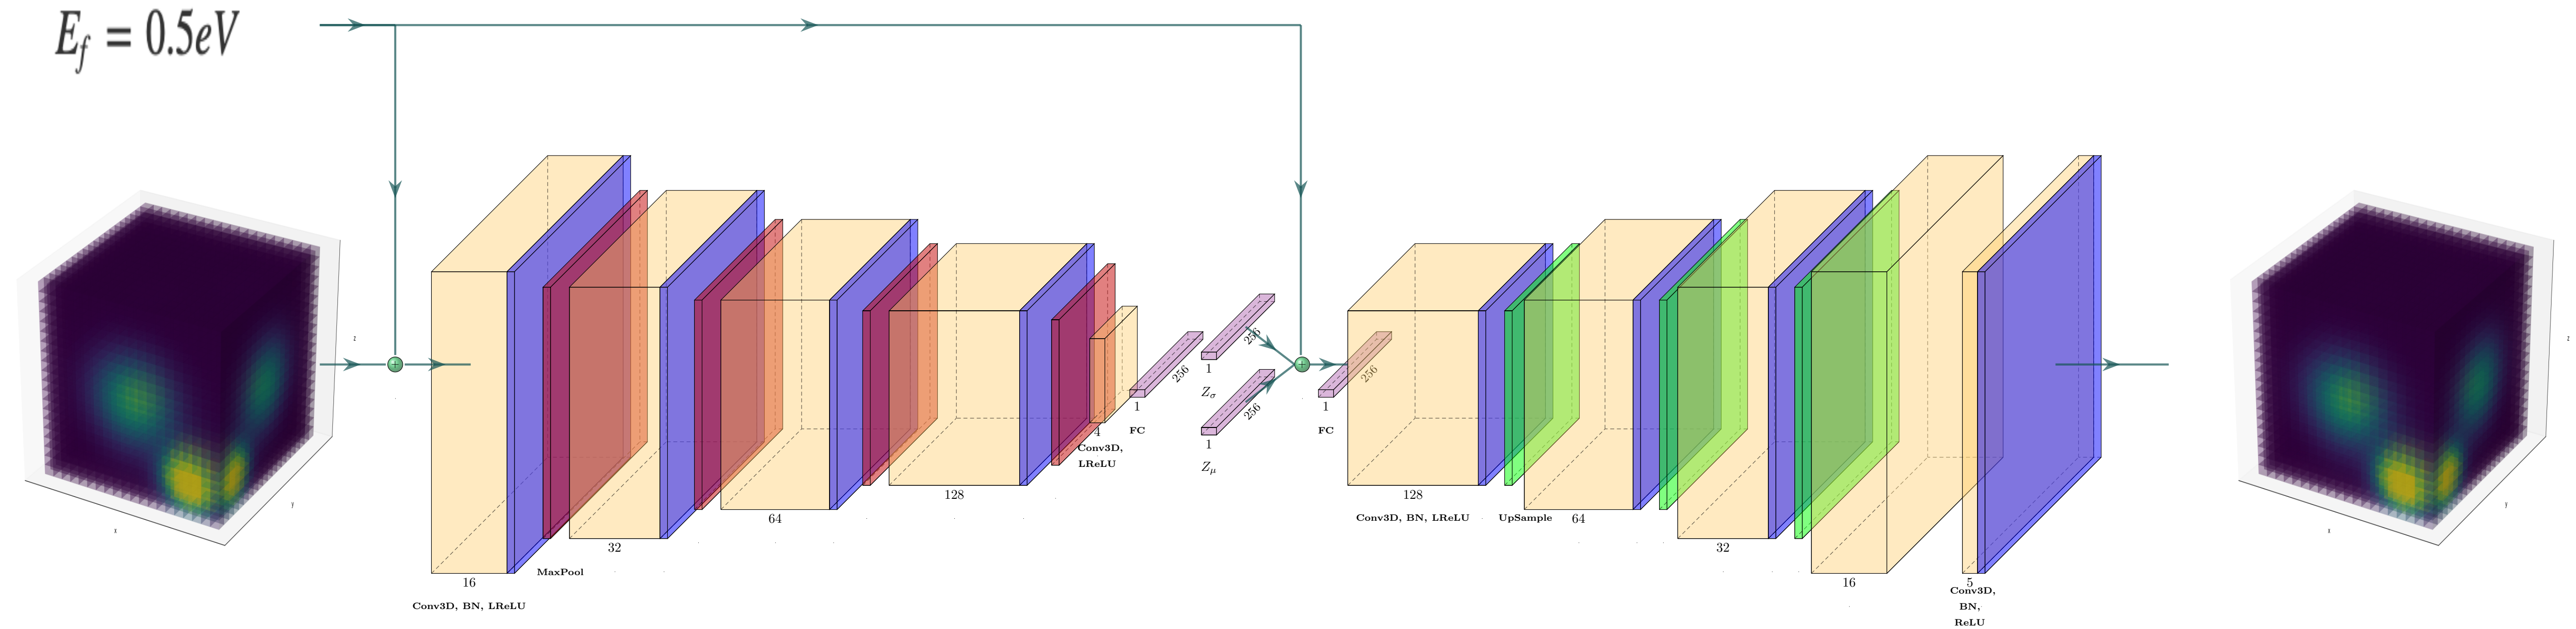 E_f = 0.5eV
z
y
x
16
Conv3D, BN, LReLU
MaxPool
32
64
128
4
Conv3D,
LReLU
1
256
FC
256
1
Z_σ
256
1
Z_μ
1
256
FC
128
Conv3D, BN, LReLU
UpSample
64
32
16
5
Conv3D,
BN,
ReLU
z
y
x